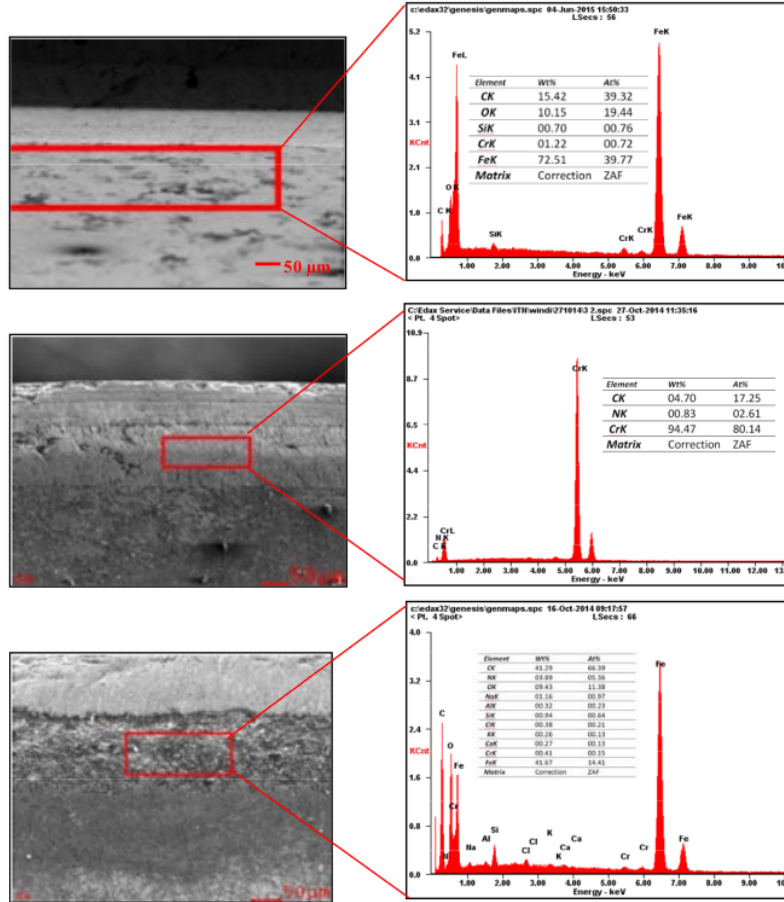 c:\edax32\genesis\genmaps.spc 04-Jun-2015 15:50:33
LSecs : 56
5.2
4.1
3.1
KCnt
2.1
1.0
0.0
FeL
O K
C K
SiK
CrK
CrK
FeK
FeK
Element Wt% At%
CK 15.42 39.32
OK 10.15 19.44
SiK 00.70 00.76
CrK 01.22 00.72
FeK 72.51 39.77
Matrix Correction ZAF
1.00 2.00 3.00 4.00 5.00 6.00 7.00 8.00 9.00 10
Energy - keV
50 µm
C:\Edax Service\Data Files\ITN\windi\271014\3 2.spc 27-Oct-2014 11:35:16
< Pt. 4 Spot>
LSecs : 53
10.9
8.7
6.5
KCnt
4.4
2.2
0.0
CrK
CrL
N K
C K
Element Wt% At%
CK 04.70 17.25
NK 00.83 02.61
CrK 94.47 80.14
Matrix Correction ZAF
1.00 2.00 3.00 4.00 5.00 6.00 7.00 8.00 9.00 10.00 11.00 12.00 13.
Energy - keV
50µm
c:\edax32\genesis\genmaps.spc 16-Oct-2014 09:17:57
< Pt. 4 Spot>
LSecs : 66
4.0
3.2
2.4
KCnt
1.6
0.8
0.0
C
O
Fe
Cr
N
Na
Al
Si
Cl
Cl
K
K
Ca
Ca
Cr
Cr
Fe
Fe
Element Wt% At%
CK 41.29 66.39
NK 03.89 05.36
OK 09.43 11.38
NaK 01.16 00.97
AlK 00.32 00.23
SiK 00.94 00.64
ClK 00.38 00.21
KK 00.26 00.13
CaK 00.27 00.13
CrK 00.41 00.15
FeK 41.67 14.41
Matrix Correction ZAF
1.00 2.00 3.00 4.00 5.00 6.00 7.00 8.00 9.00 10
Energy - keV
50µm